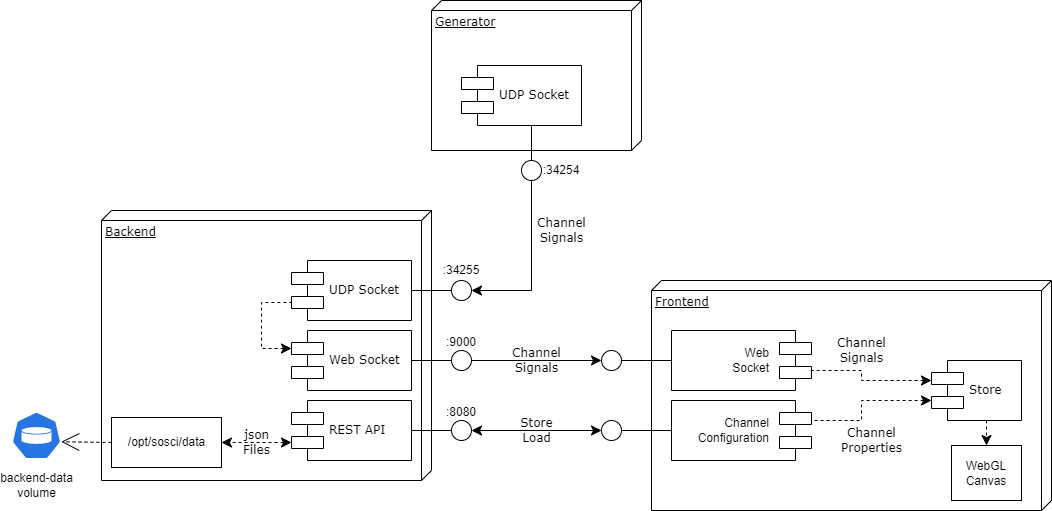 Generator
UDP Socket
:34254
Channel
Signals
Backend
:34255
UDP Socket
Frontend
:9000
Web Socket
Channel
Signals
Web
Socket
Channel
Signals
Store
:8080
REST API
Store
Load
Channel
Configuration
Channel
Properties
/opt/sosci/data
json
Files
WebGL
Canvas
backend-data
volume